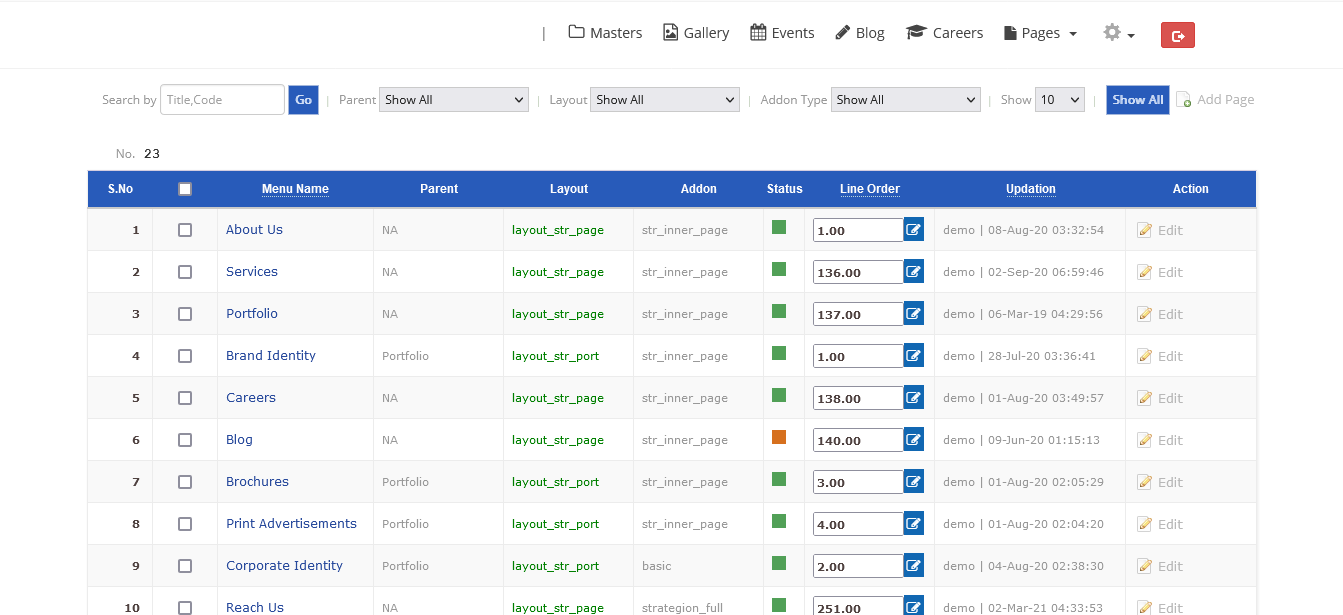 | Masters Gallery Events Blog Careers Pages
Search by Title,Code Go | Parent Show All | Layout Show All | Addon Type Show All | Show 10 | Show All Add Page
No. 23
S.No Menu Name Parent Layout Addon Status Line Order Updation Action
1 About Us NA layout_str_page str_inner_page 1.00 demo | 08-Aug-20 03:32:54 Edit
2 Services NA layout_str_page str_inner_page 136.00 demo | 02-Sep-20 06:59:46 Edit
3 Portfolio NA layout_str_page str_inner_page 137.00 demo | 06-Mar-19 04:29:56 Edit
4 Brand Identity Portfolio layout_str_port str_inner_page 1.00 demo | 28-Jul-20 03:36:41 Edit
5 Careers NA layout_str_page str_inner_page 138.00 demo | 01-Aug-20 03:49:57 Edit
6 Blog NA layout_str_page str_inner_page 140.00 demo | 09-Jun-20 01:15:13 Edit
7 Brochures Portfolio layout_str_port str_inner_page 3.00 demo | 01-Aug-20 02:05:29 Edit
8 Print Advertisements Portfolio layout_str_port str_inner_page 4.00 demo | 01-Aug-20 02:04:20 Edit
9 Corporate Identity Portfolio layout_str_port basic 2.00 demo | 04-Aug-20 02:38:30 Edit
10 Reach Us NA layout_str_page strategion_full 251.00 demo | 02-Mar-21 04:33:53 Edit